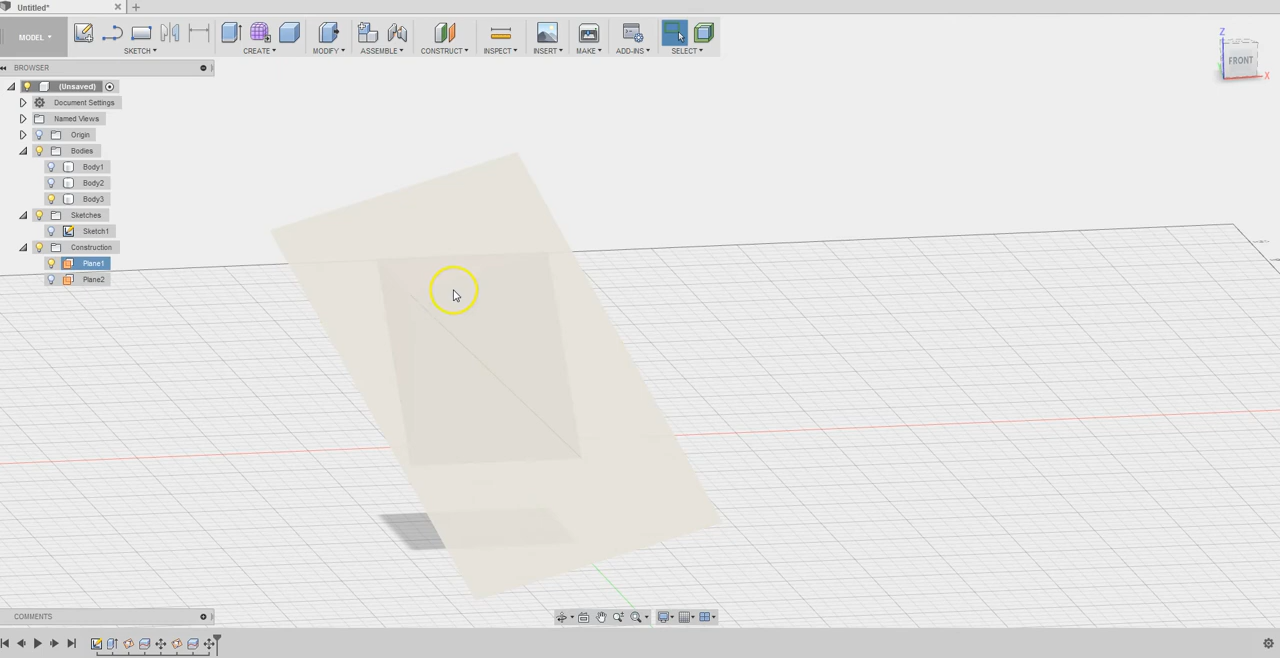 Untitled*
MODEL
SKETCH
CREATE
MODIFY
ASSEMBLE
CONSTRUCT
INSPECT
INSERT
MAKE
ADD-INS
SELECT
BROWSER
(Unsaved)
Document Settings
Named Views
Origin
Bodies
Body1
Body2
Body3
Sketches
Sketch1
Construction
Plane1
Plane2
Z
FRONT
X
COMMENTS